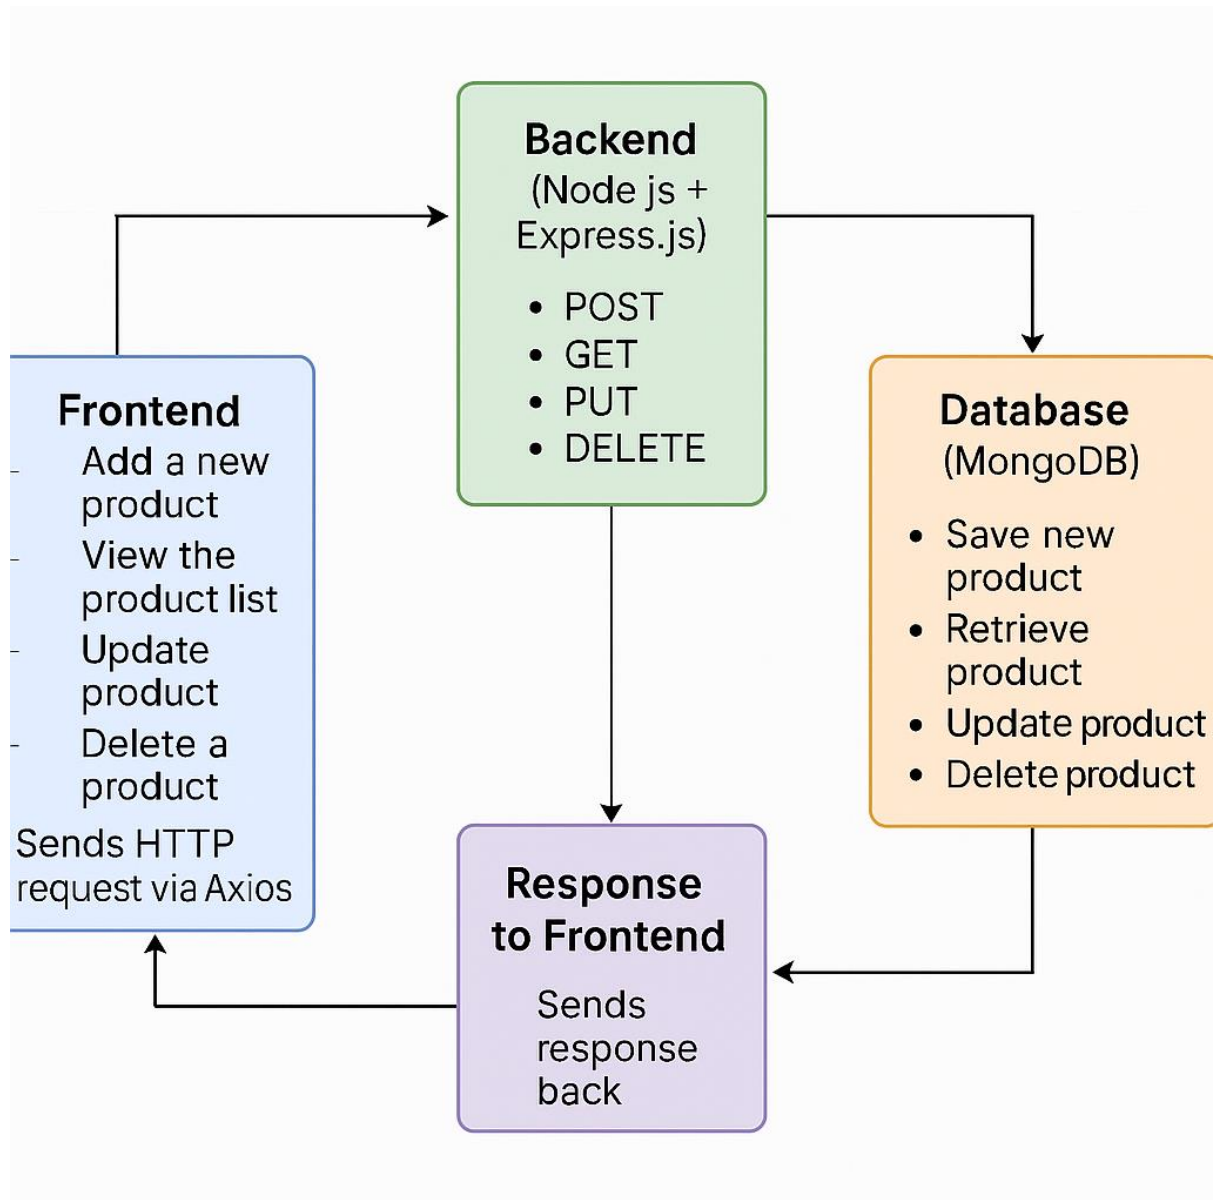 Backend
(Node js +
Express.js)
• POST
• GET
• PUT
• DELETE
Frontend
Add a new
product
View the
product list
Update
product
Delete a
product
Sends HTTP
request via Axios
Database
(MongoDB)
• Save new
product
• Retrieve
product
• Update product
• Delete product
Response
to Frontend
Sends
response
back